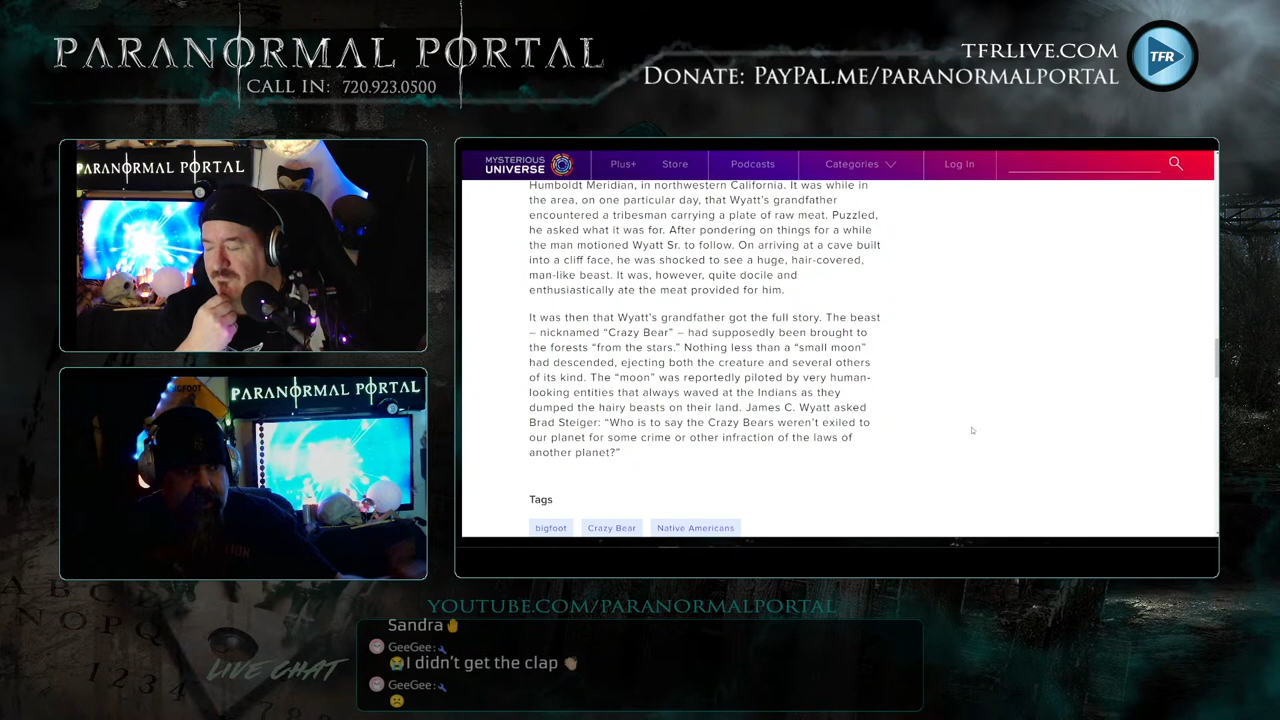 PARANORMAL PORTAL
CALL IN: 720.923.0500
TFRLIVE.COM
DONATE: PAYPAL.ME/PARANORMALPORTAL
TFR
PARANORMAL PORTAL
BIGFOOT
PARANORMAL PORTAL
MYSTERIOUS
UNIVERSE
Plus+ Store Podcasts Categories Log In
Humboldt Meridian, in northwestern California. It was while in
the area, on one particular day, that Wyatt’s grandfather
encountered a tribesman carrying a plate of raw meat. Puzzled,
he asked what it was for. After pondering on things for a while
the man motioned Wyatt Sr. to follow. On arriving at a cave built
into a cliff face, he was shocked to see a huge, hair-covered,
man-like beast. It was, however, quite docile and
enthusiastically ate the meat provided for him.
It was then that Wyatt’s grandfather got the full story. The beast
– nicknamed “Crazy Bear” – had supposedly been brought to
the forests “from the stars.” Nothing less than a “small moon”
had descended, ejecting both the creature and several others
of its kind. The “moon” was reportedly piloted by very human-
looking entities that always waved at the Indians as they
dumped the hairy beasts on their land. James C. Wyatt asked
Brad Steiger: “Who is to say the Crazy Bears weren’t exiled to
our planet for some crime or other infraction of the laws of
another planet?”
Tags
bigfoot Crazy Bear Native Americans
YOUTUBE.COM/PARANORMALPORTAL
LIVE CHAT
Sandra🤚
GeeGee:🔧
😭I didn’t get the clap 👏🏼
GeeGee:🔧
☹️
A B C D
N O P Q
1 2 3 4